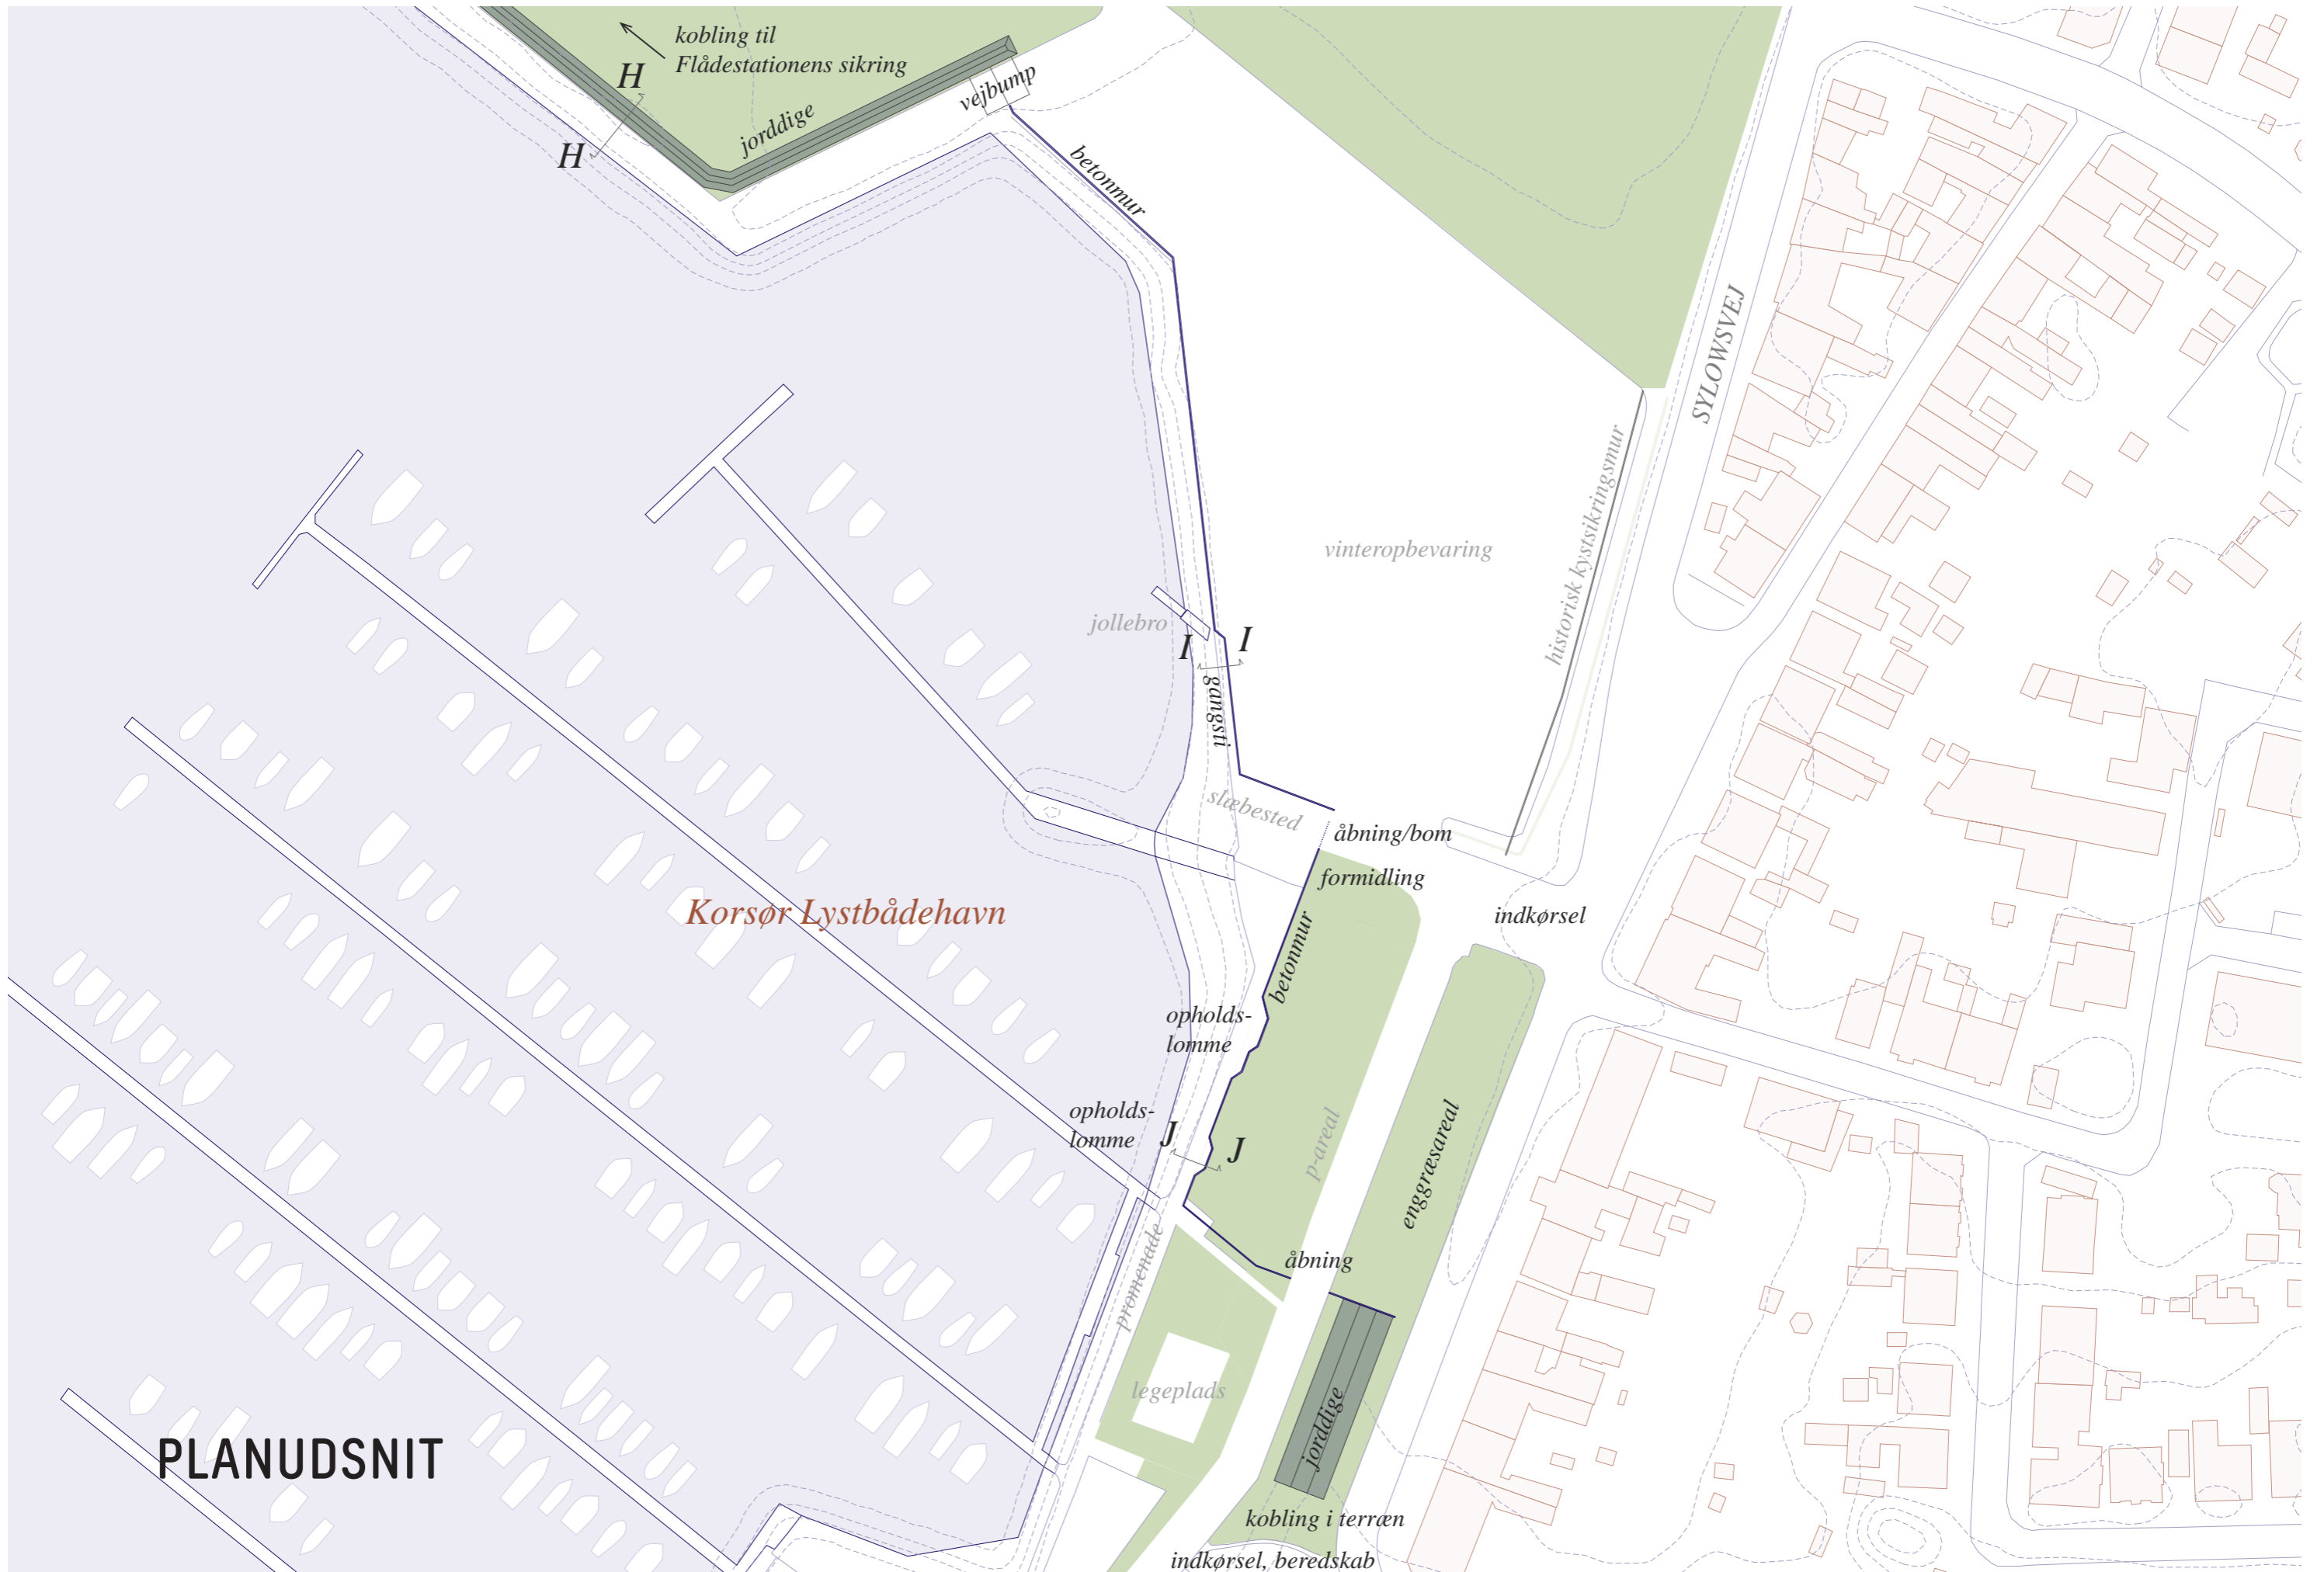 kobling til
Flådestationens sikring
H
H
vejbump
jorddige
betonmur
SYLOWSVEJ
historisk kystsikringsmur
vinteropbevaring
jollebro
I
I
gangsti
slæbested
åbning/bom
formidling
indkørsel
Korsør Lystbådehavn
betonmur
opholds-
lomme
opholds-
lomme
J
J
p-areal
enggræsareal
promenade
åbning
legeplads
jorddige
PLANUDSNIT
kobling i terræn
indkørsel, beredskab